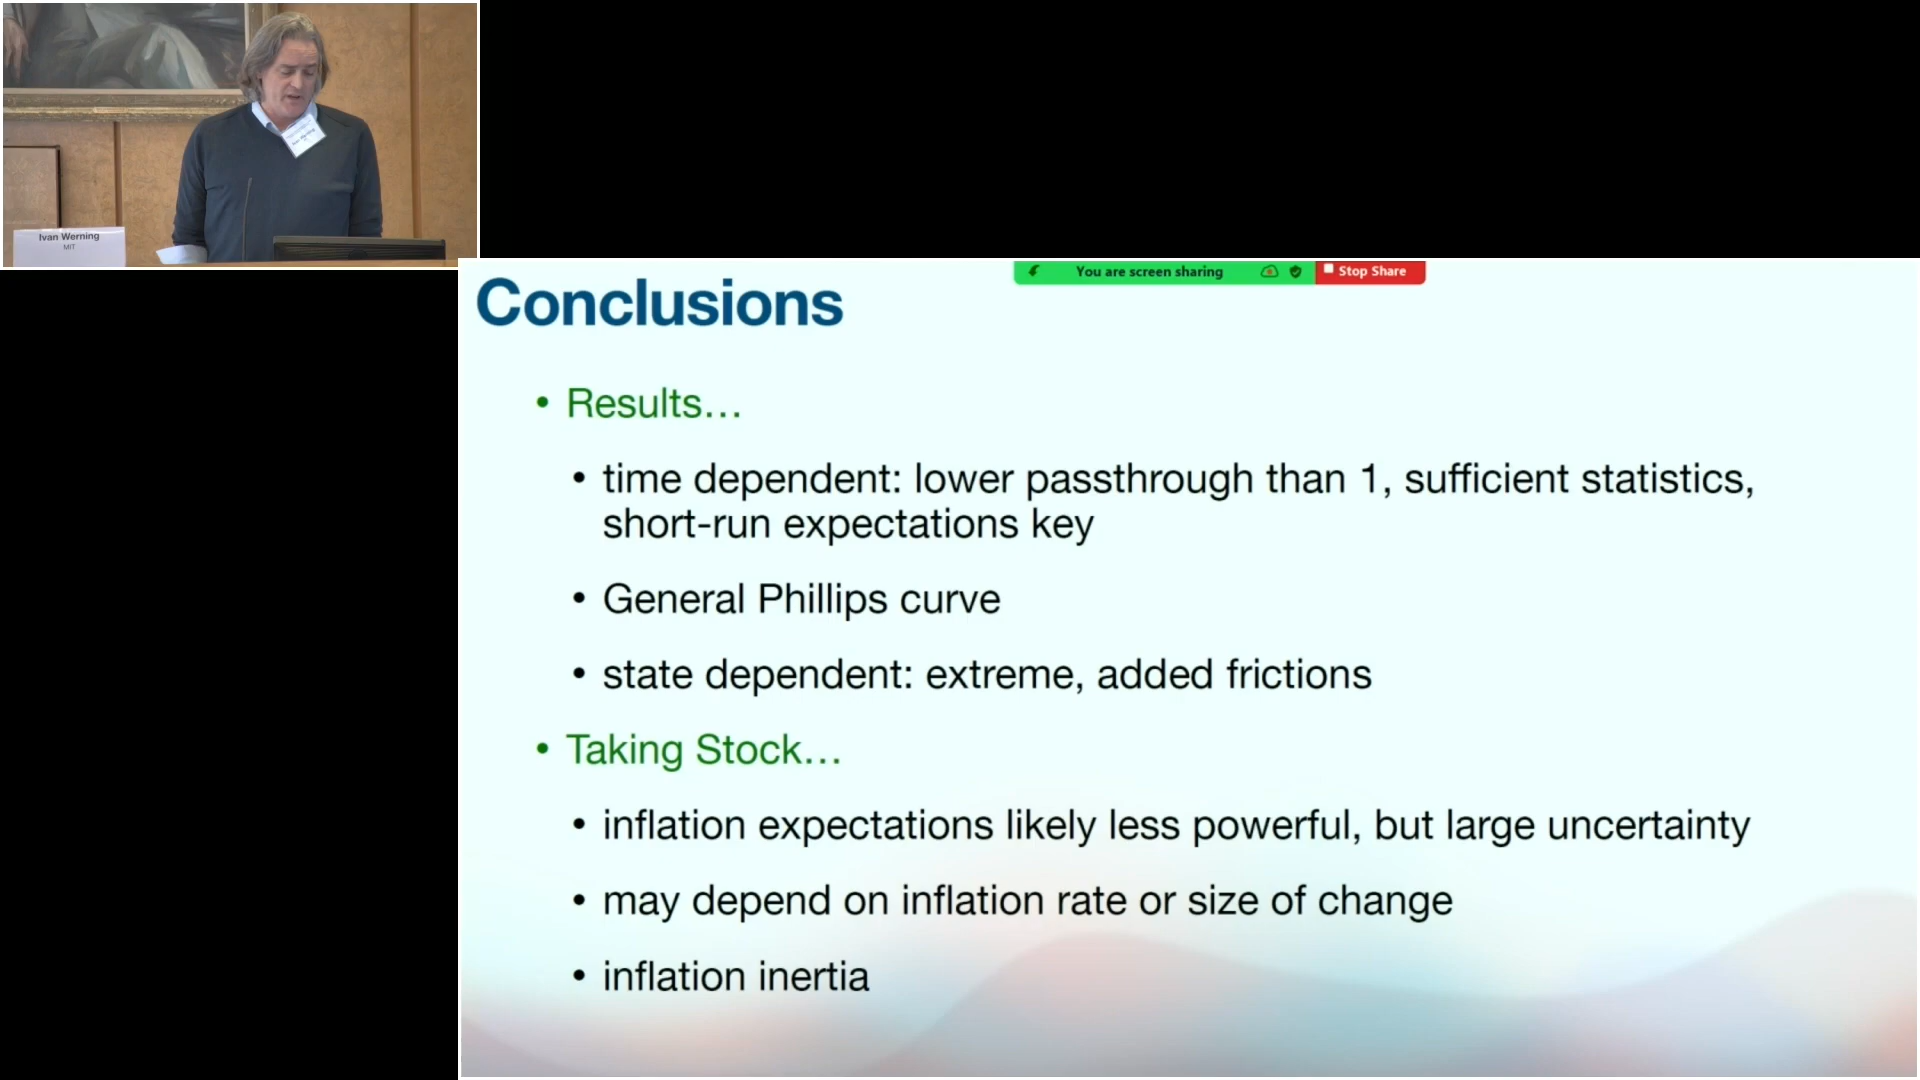 Ivan Werning
MIT
You are screen sharing
Stop Share
Conclusions
• Results...
• time dependent: lower passthrough than 1, sufficient statistics,
short-run expectations key
• General Phillips curve
• state dependent: extreme, added frictions
• Taking Stock...
• inflation expectations likely less powerful, but large uncertainty
• may depend on inflation rate or size of change
• inflation inertia